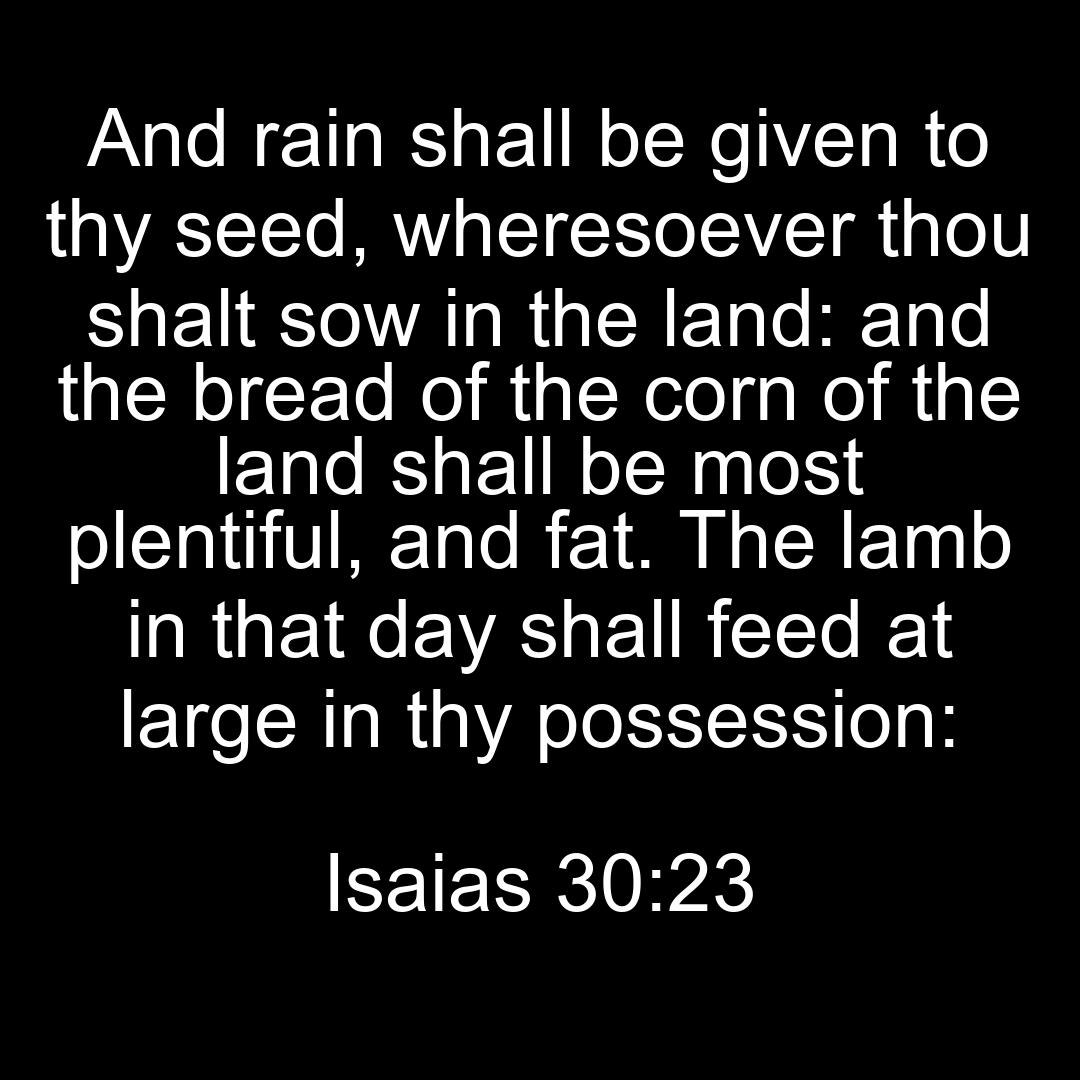 And rain shall be given to
thy seed, wheresoever thou
shalt sow in the land: and
the bread of the corn of the
land shall be most
plentiful, and fat. The lamb
in that day shall feed at
large in thy possession:
Isaias 30:23